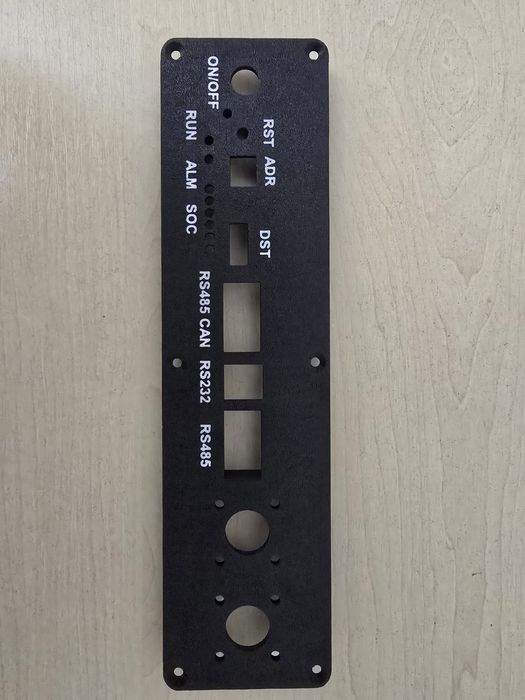 ON/OFF
RST
ADR
RUN
ALM
SOC
DST
RS485 CAN
RS232
RS485